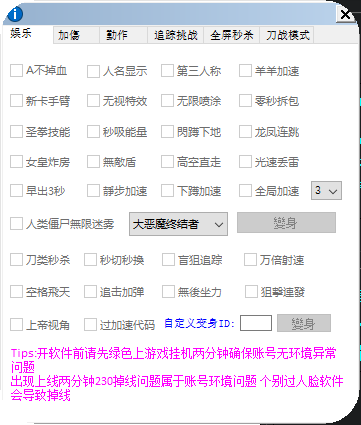 娱乐 加傷 動作 追踪挑战 全屏秒杀 刀战模式
A不掉血 人名显示 第三人称 羊羊加速
新卡手臂 无视特效 无限喷涂 零秒拆包
圣拳技能 秒吸能量 閃蹲下地 龙凤连跳
女皇炸房 無敵盾 高空直走 光速丢雷
早出3秒 靜步加速 下蹲加速 全局加速 3
人类僵尸無限迷雾 大恶魔终结者 變身
刀类秒杀 秒切秒换 盲狙追踪 万倍射速
空格飛天 追击加弹 無後坐力 狙擊連發
上帝视角 过加速代码 自定义变身ID: 變身
Tips:开软件前请先绿色上游戏挂机两分钟确保账号无环境异常
问题
出现上线两分钟230掉线问题属于账号环境问题 个别过人脸软件
会导致掉线